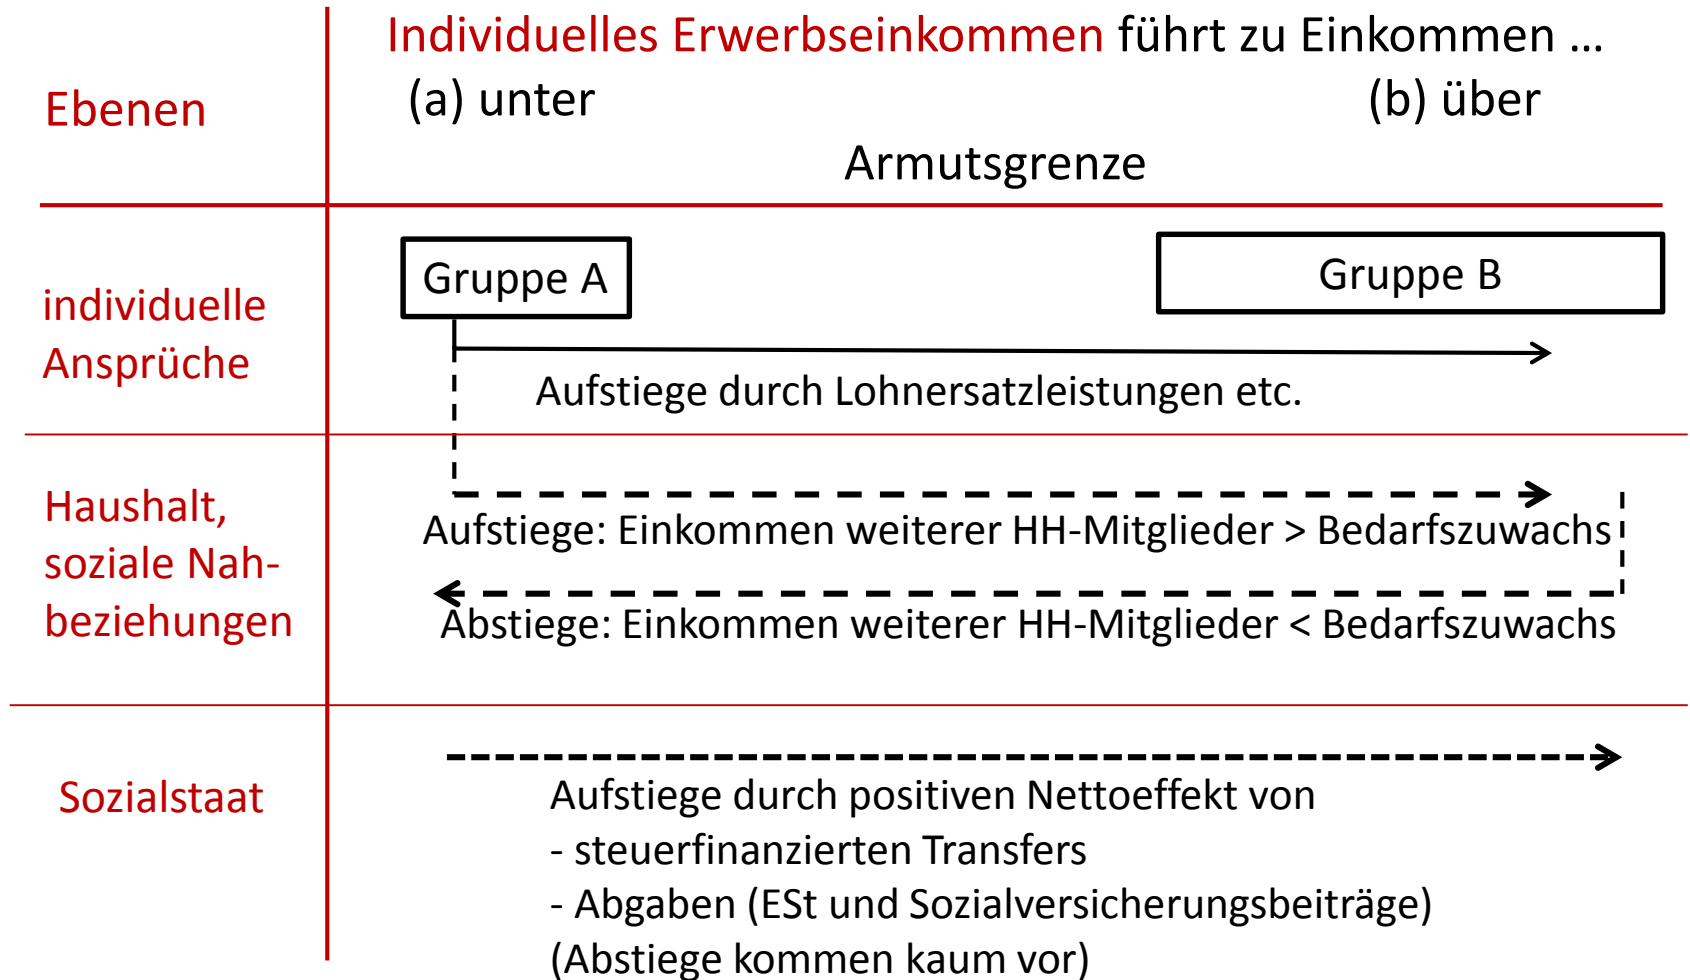 Individuelles Erwerbseinkommen führt zu Einkommen ...
Ebenen
(a) unter
(b) über
Armutsgrenze
individuelle
Ansprüche
Gruppe A
Gruppe B
Aufstiege durch Lohnersatzleistungen etc.
Haushalt,
soziale Nah-
beziehungen
Aufstiege: Einkommen weiterer HH-Mitglieder > Bedarfszuwachs
Abstiege: Einkommen weiterer HH-Mitglieder < Bedarfszuwachs
Sozialstaat
Aufstiege durch positiven Nettoeffekt von
- steuerfinanzierten Transfers
- Abgaben (ESt und Sozialversicherungsbeiträge)
(Abstiege kommen kaum vor)